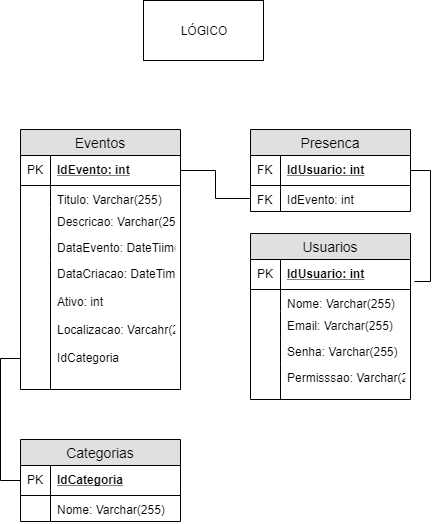 LÓGICO
Eventos
PK IdEvento: int
Titulo: Varchar(255)
Descricao: Varchar(25
DataEvento: DateTiim
DataCriacao: DateTim
Ativo: int
Localizacao: Varcahr(2
IdCategoria
Presenca
FK IdUsuario: int
FK IdEvento: int
Usuarios
PK IdUsuario: int
Nome: Varchar(255)
Email: Varchar(255)
Senha: Varchar(255)
Permisssao: Varchar(2
Categorias
PK IdCategoria
Nome: Varchar(255)